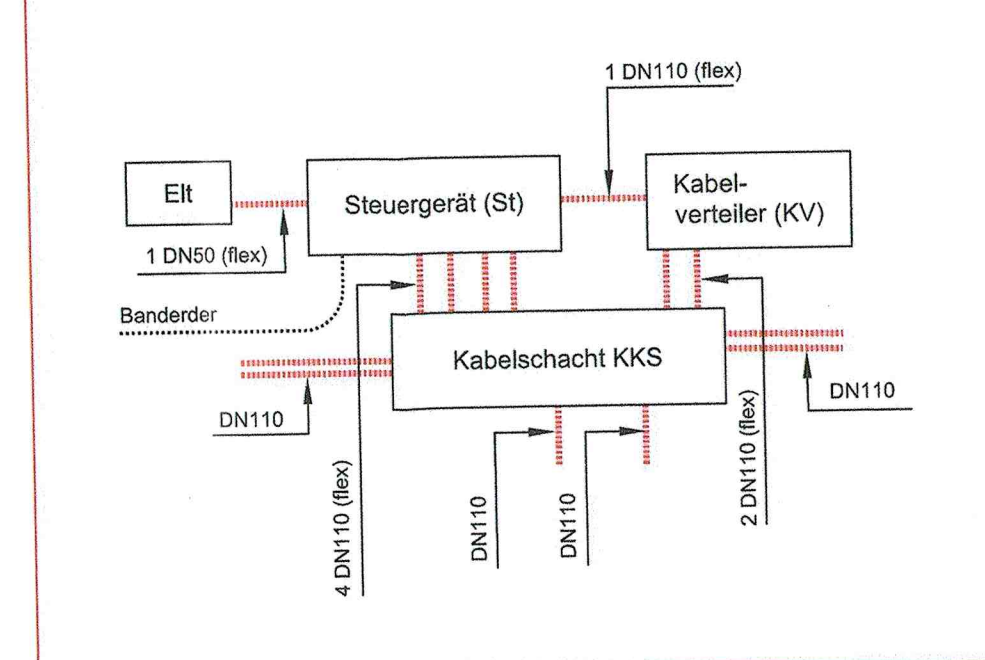 1 DN110 (flex)
Elt
Steuergerät (St)
Kabel-
verteiler (KV)
1 DN50 (flex)
Banderder
Kabelschacht KKS
DN110
DN110
4 DN110 (flex)
DN110
DN110
2 DN110 (flex)